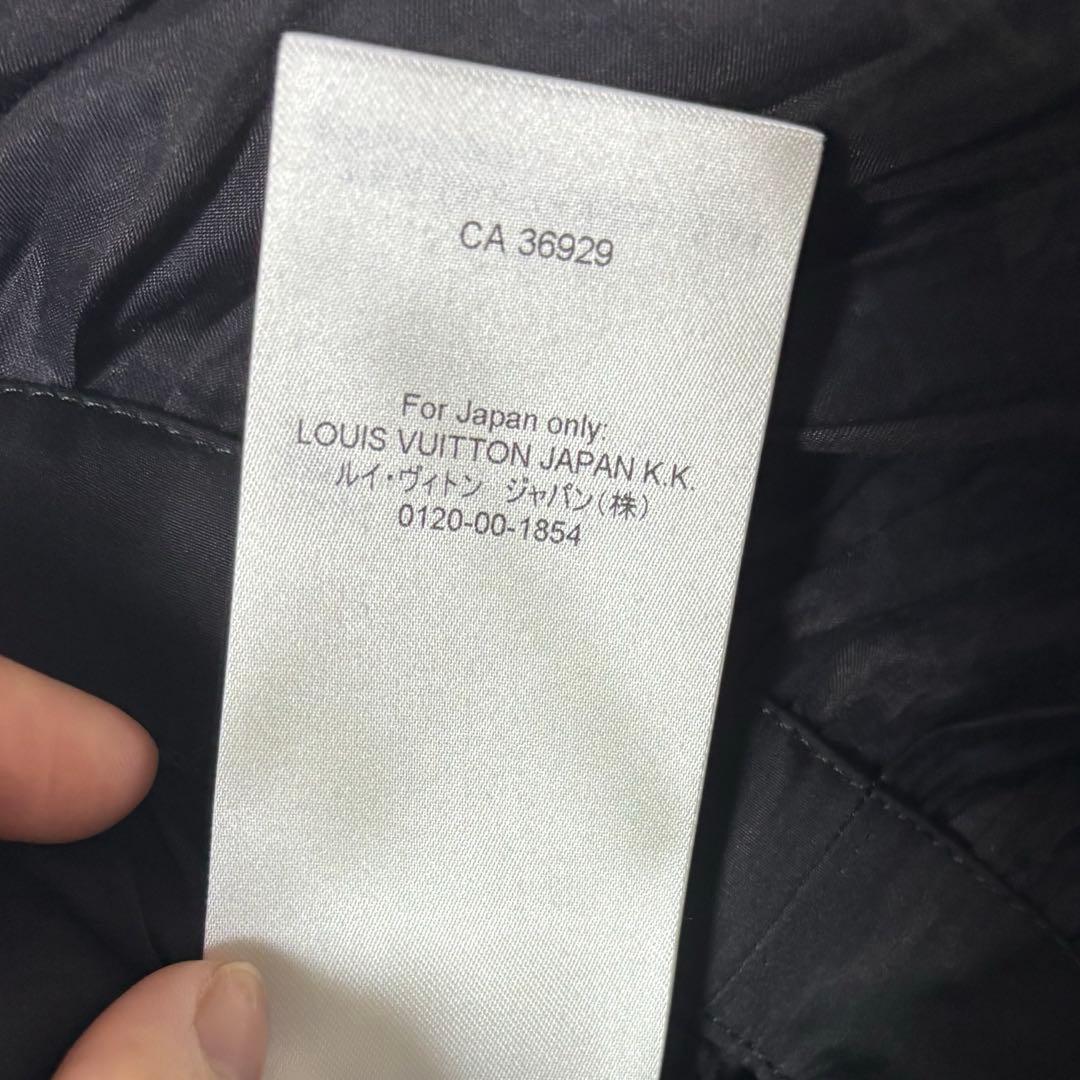 CA 36929
For Japan only:
LOUIS VUITTON JAPAN K.K.
ルイ・ヴィトン ジャパン(株)
0120-00-1854